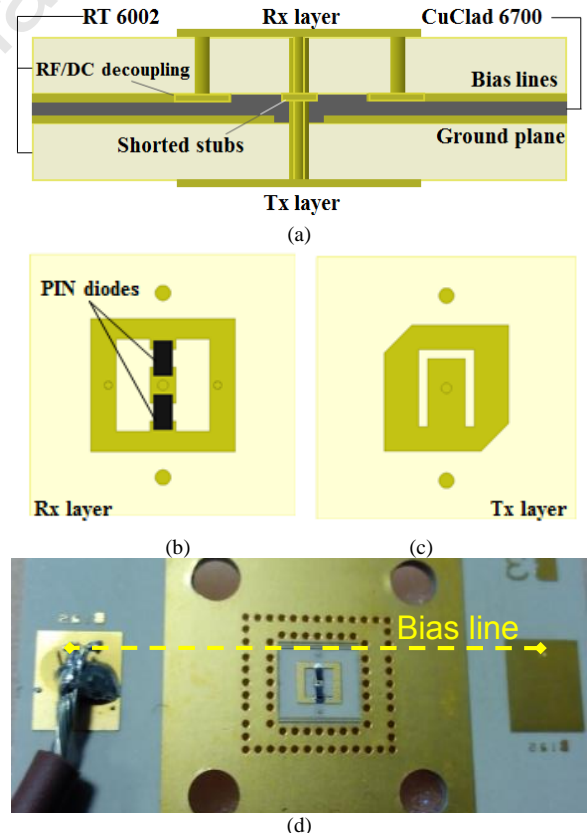 RT 6002 Rx layer CuClad 6700
RF/DC decoupling
Bias lines
Shorted stubs
Ground plane
Tx layer
(a)
PIN diodes
Rx layer
Tx layer
(b) (c)
Bias line
(d)